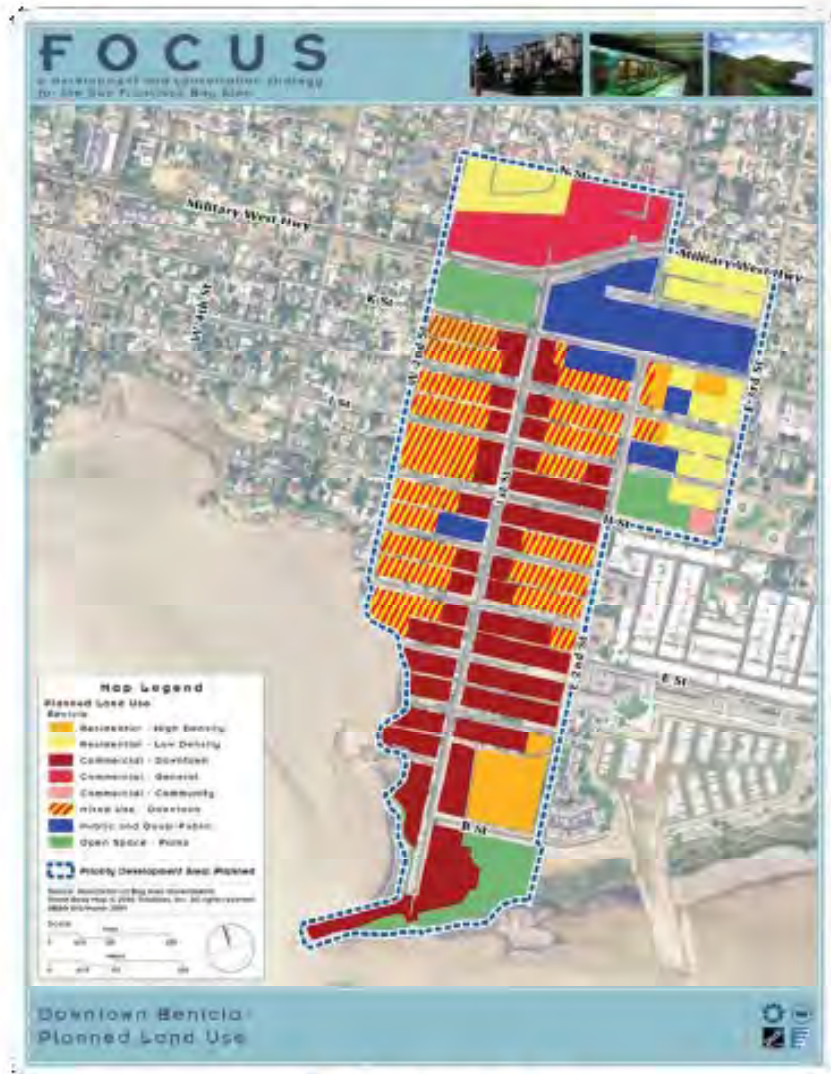 FOCUS
a development and conservation strategy
for the San Francisco Bay Area
N St
Military West Hwy
Military West Hwy
K St
W 4th St
W 2nd St
E 3rd St
I St
1st St
H St
E 2nd St
E St
B St
Map Legend
Planned Land Use
Benicia
Residential - High Density
Residential - Low Density
Commercial - Downtown
Commercial - General
Commercial - Community
Mixed Use - Downtown
Public and Quasi-Public
Open Space - Parks
Priority Development Area: Planned
Scale
Downtown Benicia:
Planned Land Use